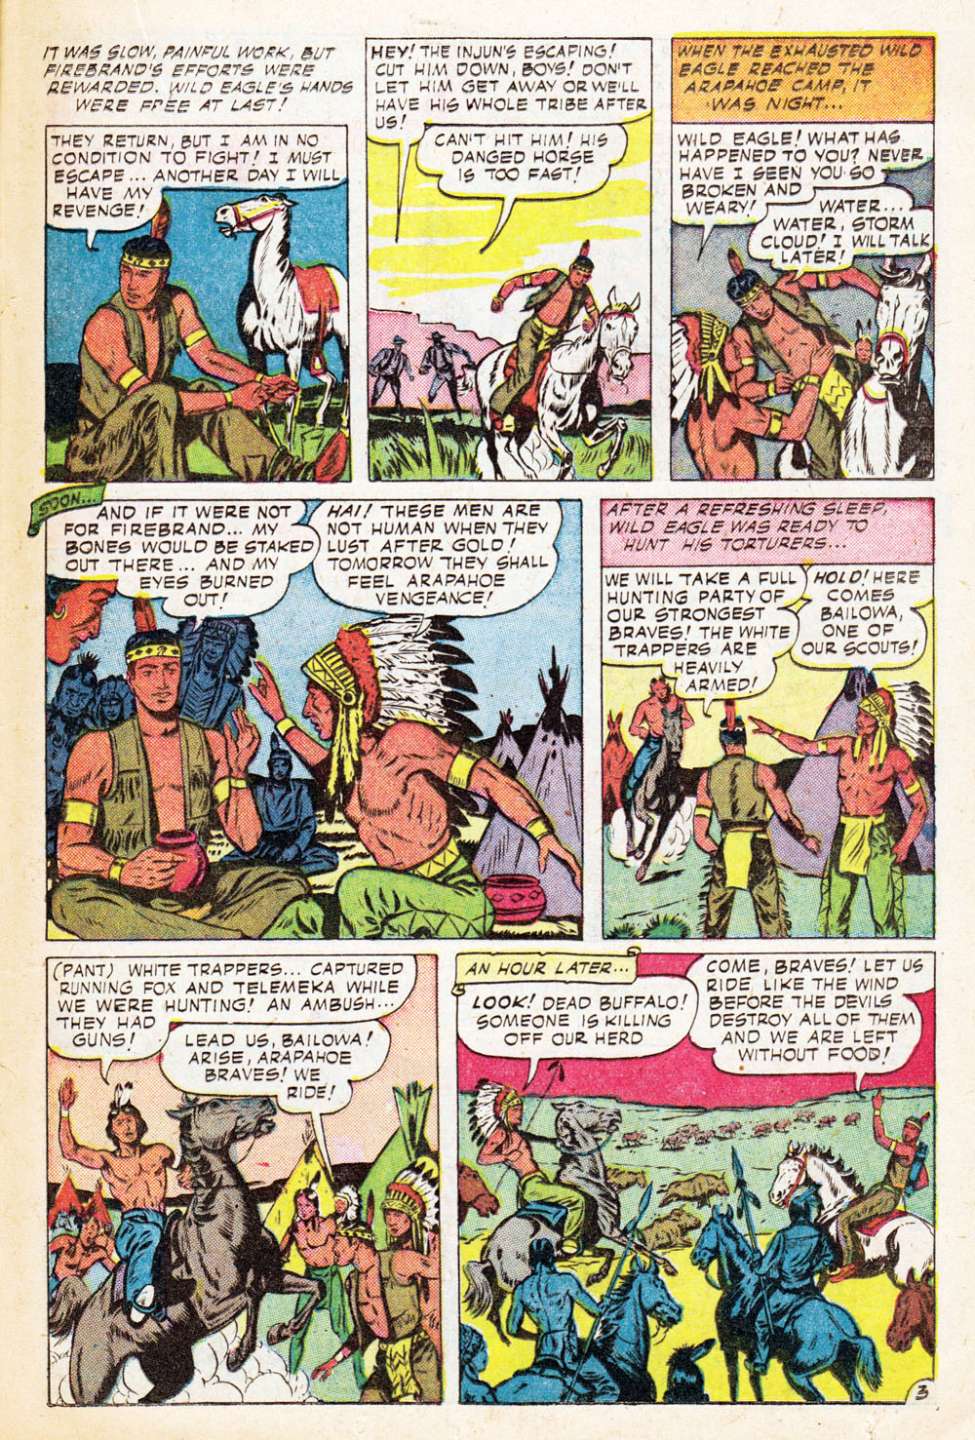 IT WAS SLOW, PAINFUL WORK, BUT
FIREBRAND'S EFFORTS WERE
REWARDED. WILD EAGLE'S HANDS
WERE FREE AT LAST!
THEY RETURN, BUT I AM IN NO
CONDITION TO FIGHT! I MUST
ESCAPE... ANOTHER DAY I WILL
HAVE MY
REVENGE!
HEY! THE INJUN'S ESCAPING!
CUT HIM DOWN, BOYS! DON'T
LET HIM GET AWAY OR WE'LL
HAVE HIS WHOLE TRIBE AFTER
US!
CAN'T HIT HIM! HIS
DANGED HORSE
IS TOO FAST!
WHEN THE EXHAUSTED WILD
EAGLE REACHED THE
ARAPAHOE CAMP, IT
WAS NIGHT...
WILD EAGLE! WHAT HAS
HAPPENED TO YOU? NEVER
HAVE I SEEN YOU SO
BROKEN AND
WEARY!
WATER...
WATER, STORM
CLOUD! I WILL TALK
LATER!
SOON...
AND IF IT WERE NOT
FOR FIREBRAND... MY
BONES WOULD BE STAKED
OUT THERE... AND MY
EYES BURNED
OUT!
HAI! THESE MEN ARE
NOT HUMAN WHEN THEY
LUST AFTER GOLD!
TOMORROW THEY SHALL
FEEL ARAPAHOE
VENGEANCE!
AFTER A REFRESHING SLEEP,
WILD EAGLE WAS READY TO
HUNT HIS TORTURERS...
WE WILL TAKE A FULL
HUNTING PARTY OF
OUR STRONGEST
BRAVES! THE WHITE
TRAPPERS ARE
HEAVILY
ARMED!
HOLD! HERE
COMES
BAILOWA,
ONE OF
OUR SCOUTS!
(PANT) WHITE TRAPPERS... CAPTURED
RUNNING FOX AND TELEMEKA WHILE
WE WERE HUNTING! AN AMBUSH...
THEY HAD
GUNS!
LEAD US, BAILOWA!
ARISE, ARAPAHOE
BRAVES! WE
RIDE!
AN HOUR LATER...
LOOK! DEAD BUFFALO!
SOMEONE IS KILLING
OFF OUR HERD
COME, BRAVES! LET US
RIDE LIKE THE WIND
BEFORE THE DEVILS
DESTROY ALL OF THEM
AND WE ARE LEFT
WITHOUT FOOD!
3